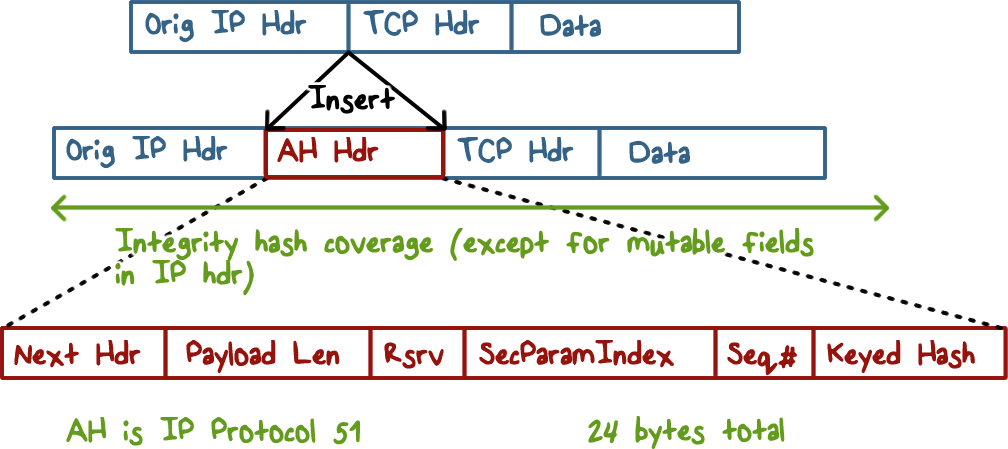 Orig IP Hdr TCP Hdr Data
Insert
Orig IP Hdr AH Hdr TCP Hdr Data
Integrity hash coverage (except for mutable fields
in IP hdr)
Next Hdr Payload Len Rsrv SecParamIndex Seq# Keyed Hash
AH is IP Protocol 51 24 bytes total